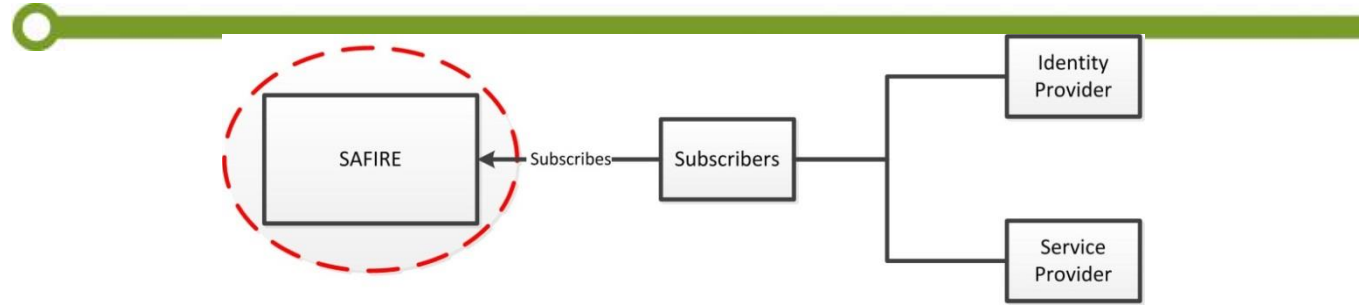 Identity
Provider
SAFIRE
Subscribes
Subscribers
Service
Provider